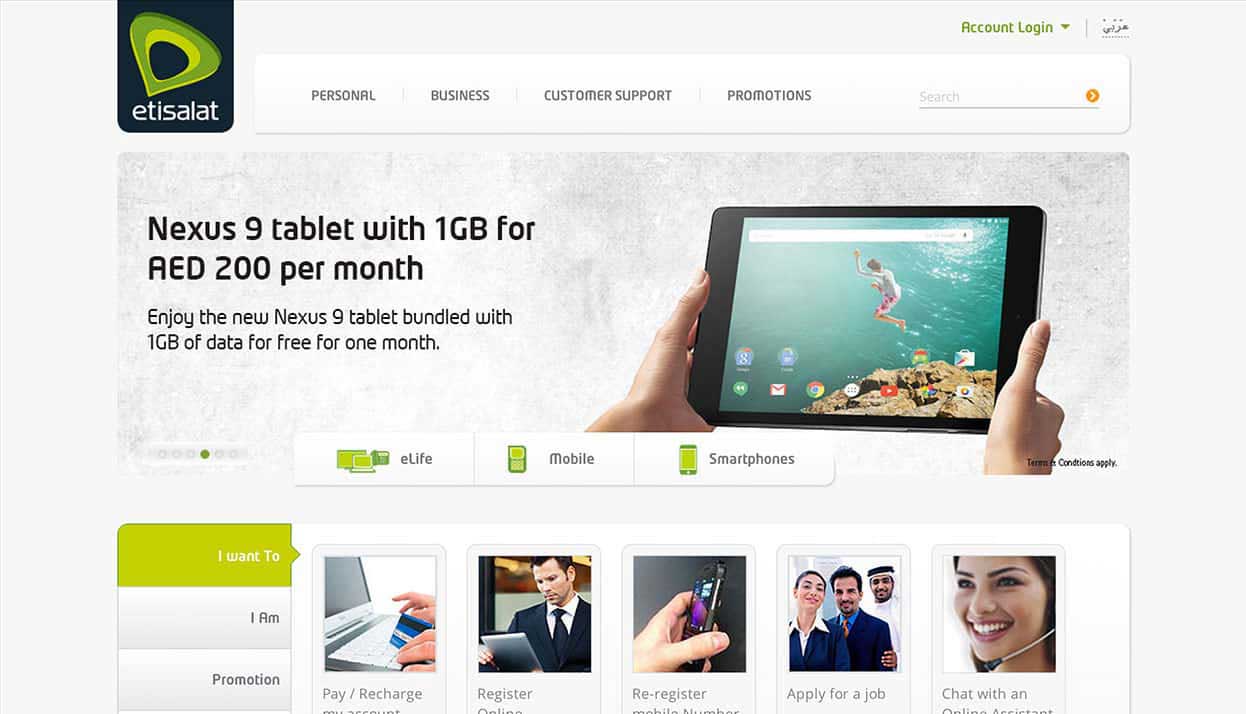 Account Login
عربي
etisalat
PERSONAL
BUSINESS
CUSTOMER SUPPORT
PROMOTIONS
Search
Nexus 9 tablet with 1GB for
AED 200 per month
Enjoy the new Nexus 9 tablet bundled with
1GB of data for free for one month.
eLife
Mobile
Smartphones
Terms & Condtions apply.
I want To
I Am
Promotion
Pay / Recharge
my account
Register
Online
Re-register
mobile Number
Apply for a job
Chat with an
Online Assistant